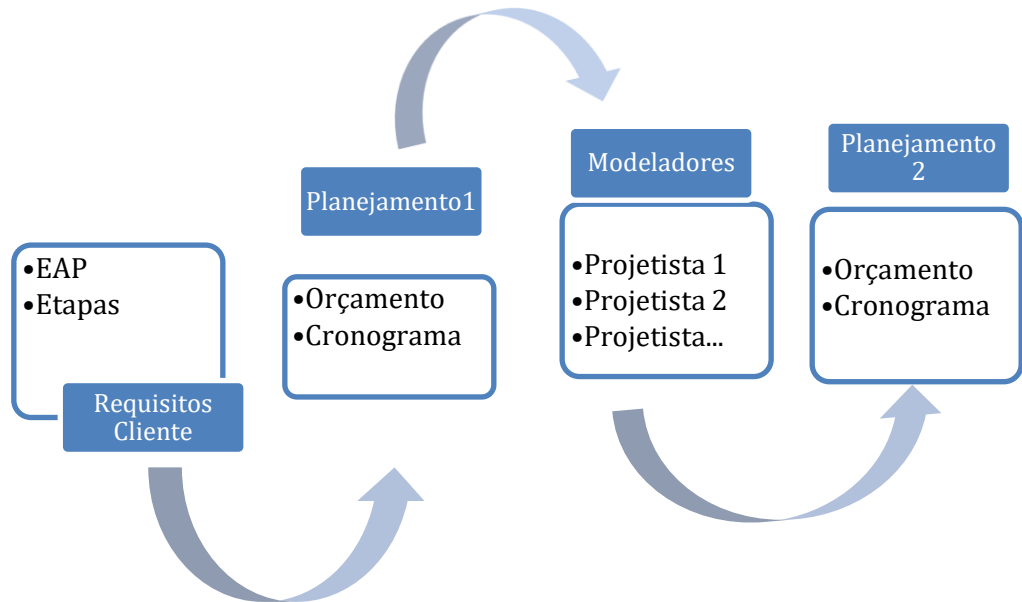 •EAP
•Etapas
Requisitos
Cliente
Planejamento1
•Orçamento
•Cronograma
Modeladores
•Projetista 1
•Projetista 2
•Projetista...
Planejamento
2
•Orçamento
•Cronograma